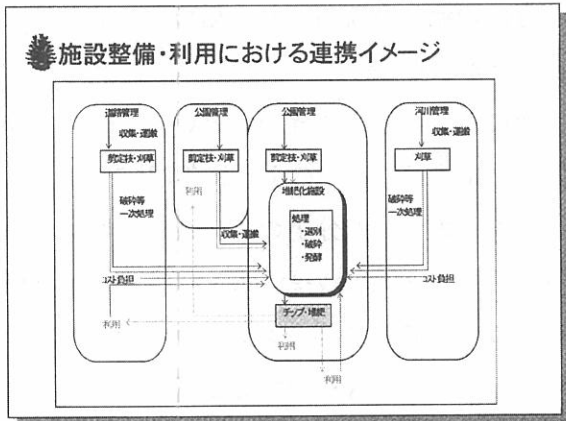 施設整備・利用における連携イメージ
道路管理
公園管理
公園管理
河川管理
収集・運搬
収集・運搬
剪定枝・刈草
剪定枝・刈草
剪定枝・刈草
刈草
利用
堆肥化施設
破砕等
一次処理
処理
・選別
・破砕
・発酵
破砕等
一次処理
収集・運搬
コスト負担
コスト負担
チップ・堆肥
利用
利用
利用